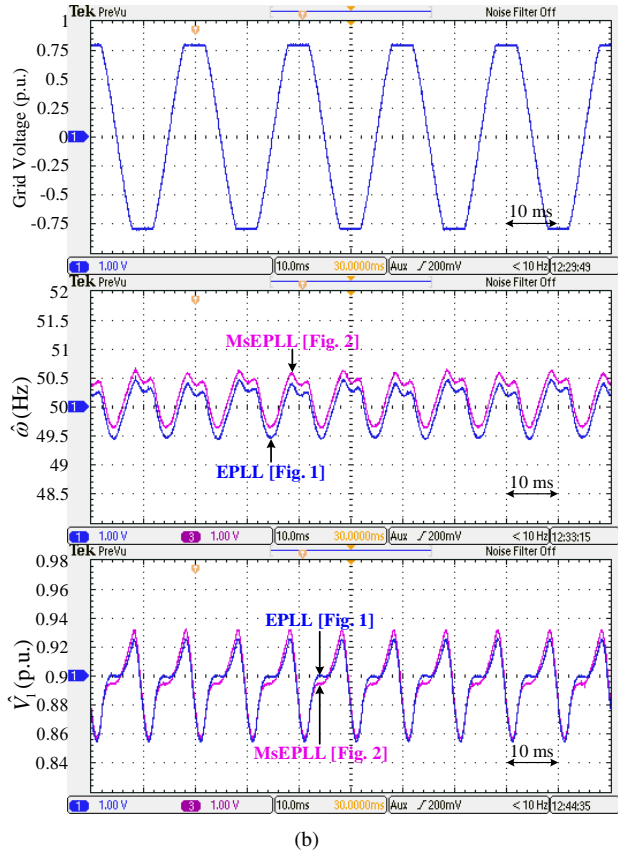 Tek PreVu Noise Filter Off
Grid Voltage (p.u.)
0.75
0.5
0.25
0
-0.25
-0.5
-0.75
1
10 ms
1 1.00 V 10.0ms 30.0000ms Aux 200mV < 10 Hz 12:29:49
Tek PreVu Noise Filter Off
ω̂ (Hz)
52
51
50.5
50
49.5
49
48.5
1
MsEPLL [Fig. 2]
EPLL [Fig. 1]
10 ms
1 1.00 V 3 1.00 V 10.0ms 30.0000ms Aux 200mV < 10 Hz 12:33:15
Tek PreVu Noise Filter Off
V̂1 (p.u.)
0.98
0.94
0.92
0.9
0.88
0.86
0.84
1
EPLL [Fig. 1]
MsEPLL [Fig. 2]
10 ms
1 1.00 V 3 1.00 V 10.0ms 30.0000ms Aux 200mV < 10 Hz 12:44:35
(b)